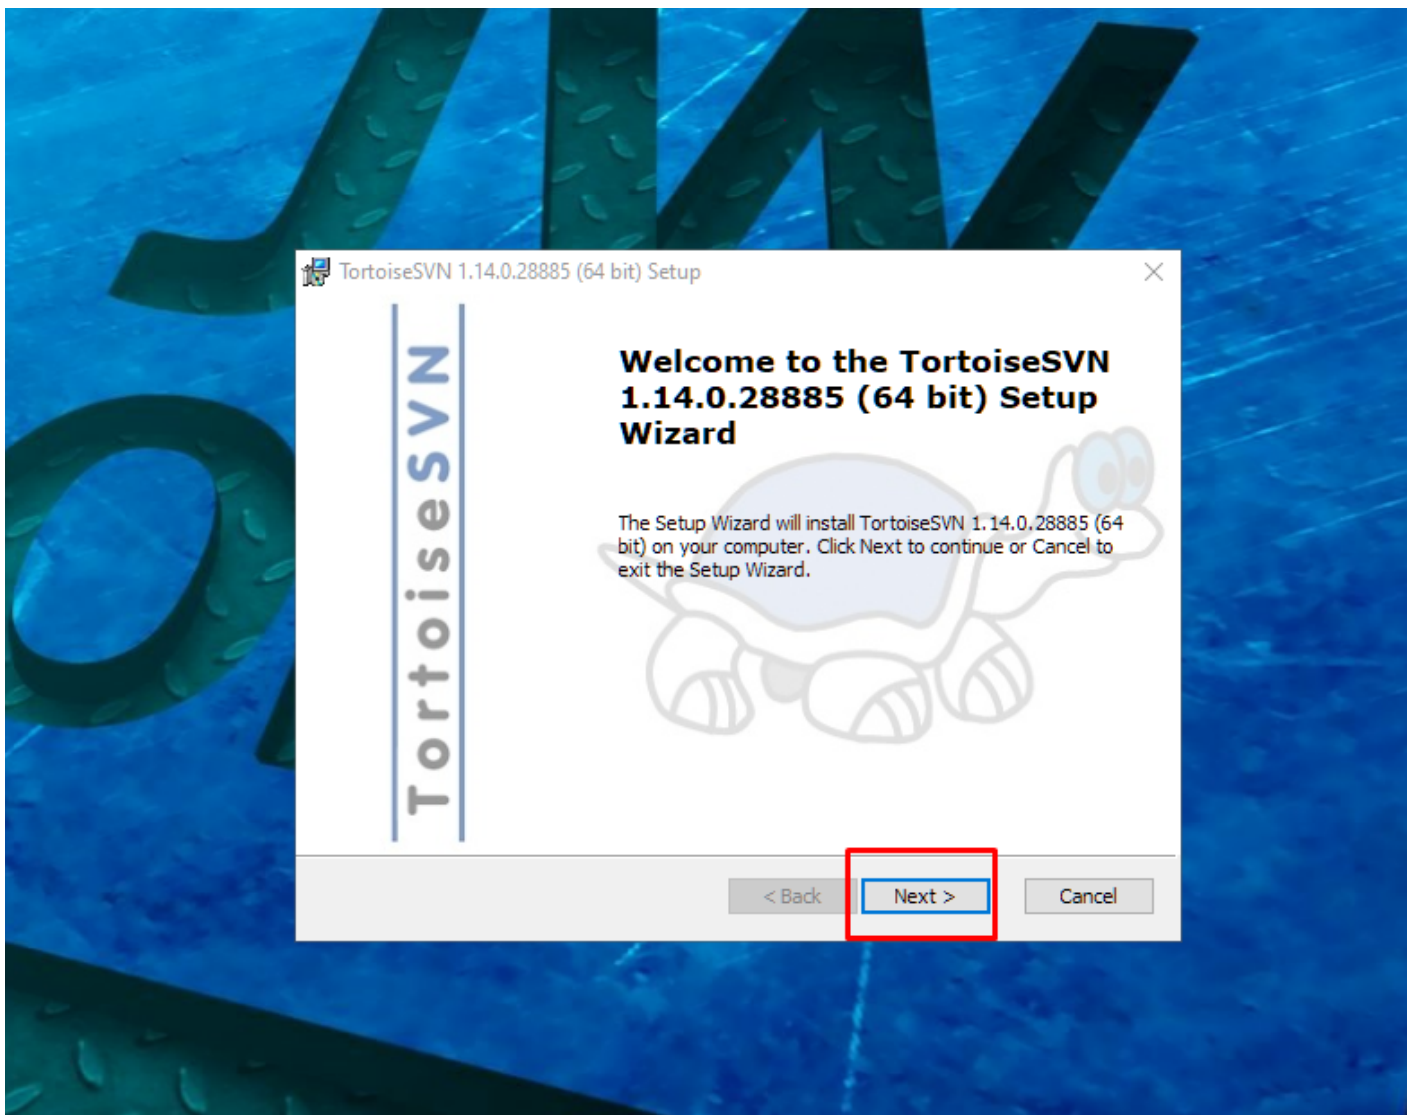 TortoiseSVN 1.14.0.28885 (64 bit) Setup
TortoiseSVN
Welcome to the TortoiseSVN
1.14.0.28885 (64 bit) Setup
Wizard
The Setup Wizard will install TortoiseSVN 1.14.0.28885 (64
bit) on your computer. Click Next to continue or Cancel to
exit the Setup Wizard.
< Back
Next >
Cancel